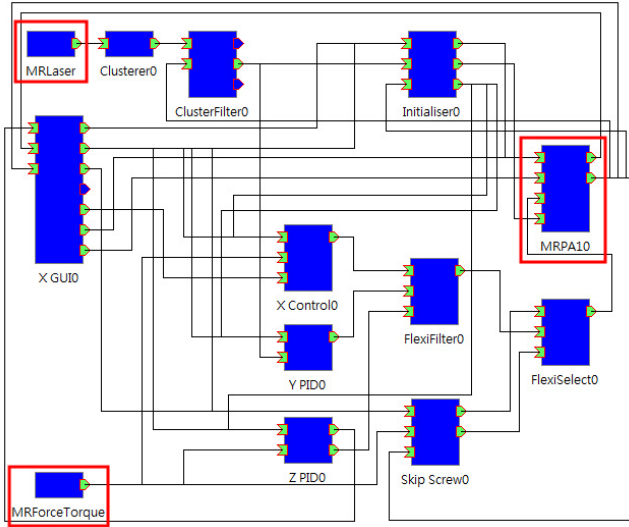 MRLaser
Clusterer0
ClusterFilter0
Initialiser0
MRPA10
X GUI0
X Control0
FlexiFilter0
FlexiSelect0
Y PID0
Z PID0
Skip Screw0
MRForceTorque